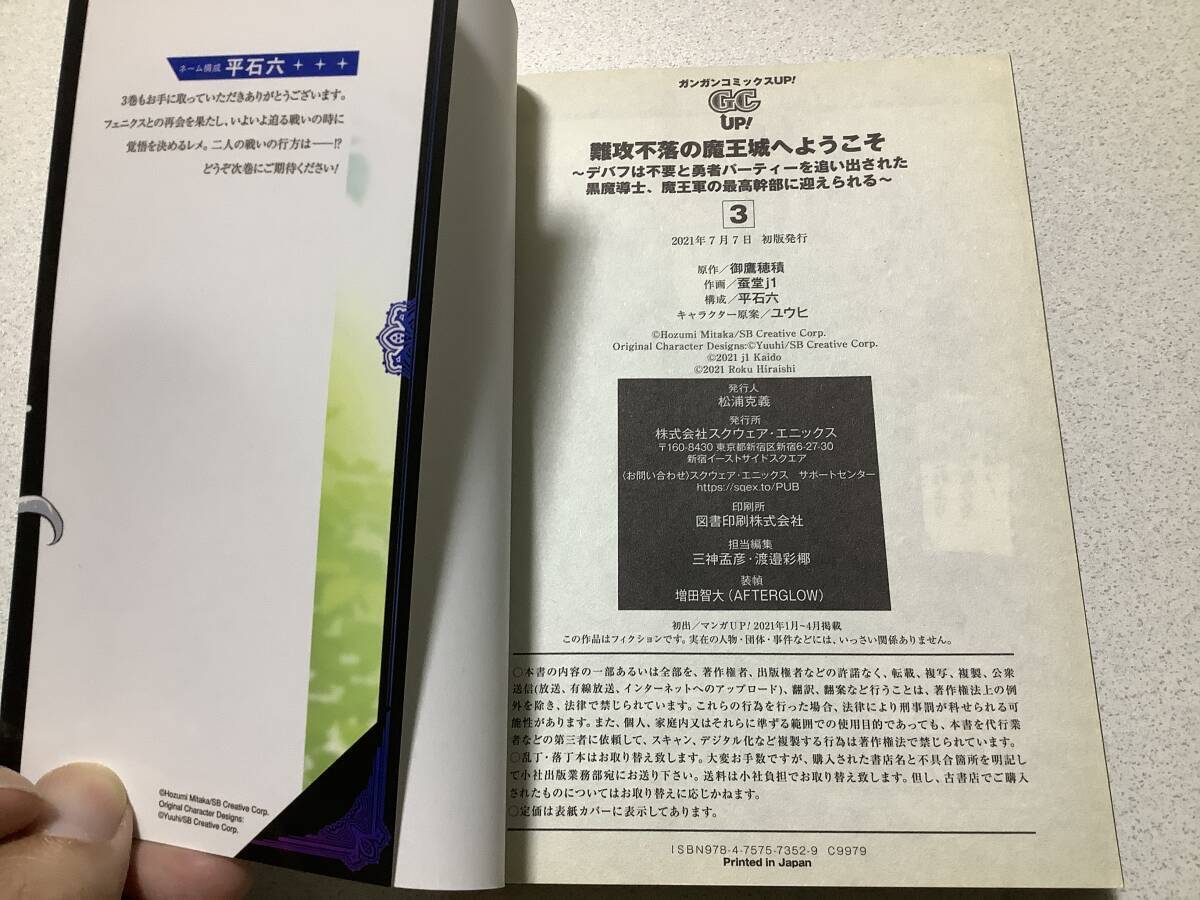 ネーム構成 平石六
3巻もお手に取っていただきありがとうございます。
フェニクスとの再会を果たし、いよいよ迫る戦いの時に
覚悟を決めるレメ。二人の戦いの行方は——!?
どうぞ次巻にご期待ください!
©Hozumi Mitaka/SB Creative Corp.
Original Character Designs:
©Yuuhi/SB Creative Corp.
ガンガンコミックスUP!
GC
UP!
難攻不落の魔王城へようこそ
～デバフは不要と勇者パーティーを追い出された
黒魔導士、魔王軍の最高幹部に迎えられる～
3
2021年7月7日 初版発行
原作/御鷹穂積
作画/蚕堂j1
構成/平石六
キャラクター原案/ユウヒ
©Hozumi Mitaka/SB Creative Corp.
Original Character Designs:©Yuuhi/SB Creative Corp.
©2021 j1 Kaido
©2021 Roku Hiraishi
発行人
松浦克義
発行所
株式会社スクウェア・エニックス
〒160-8430 東京都新宿区新宿6-27-30
新宿イーストサイドスクエア
〈お問い合わせ〉スクウェア・エニックス サポートセンター
https://sqex.to/PUB
印刷所
図書印刷株式会社
担当編集
三神孟彦・渡邉彩椰
装幀
増田智大(AFTERGLOW)
初出/マンガUP! 2021年1月~4月掲載
この作品はフィクションです。実在の人物・団体・事件などには、いっさい関係ありません。
○本書の内容の一部あるいは全部を、著作権者、出版権者などの許諾なく、転載、複写、複製、公衆
送信(放送、有線放送、インターネットへのアップロード)、翻訳、翻案など行うことは、著作権法上の例
外を除き、法律で禁じられています。これらの行為を行った場合、法律により刑事罰が科せられる可
能性があります。また、個人、家庭内又はそれらに準ずる範囲での使用目的であっても、本書を代行業
者などの第三者に依頼して、スキャン、デジタル化など複製する行為は著作権法で禁じられています。
○乱丁・落丁本はお取り替え致します。大変お手数ですが、購入された書店名と不具合箇所を明記し
て小社出版業務部宛にお送り下さい。送料は小社負担でお取り替え致します。但し、古書店でご購入
されたものについてはお取り替えに応じかねます。
○定価は表紙カバーに表示してあります。
ISBN978-4-7575-7352-9 C9979
Printed in Japan